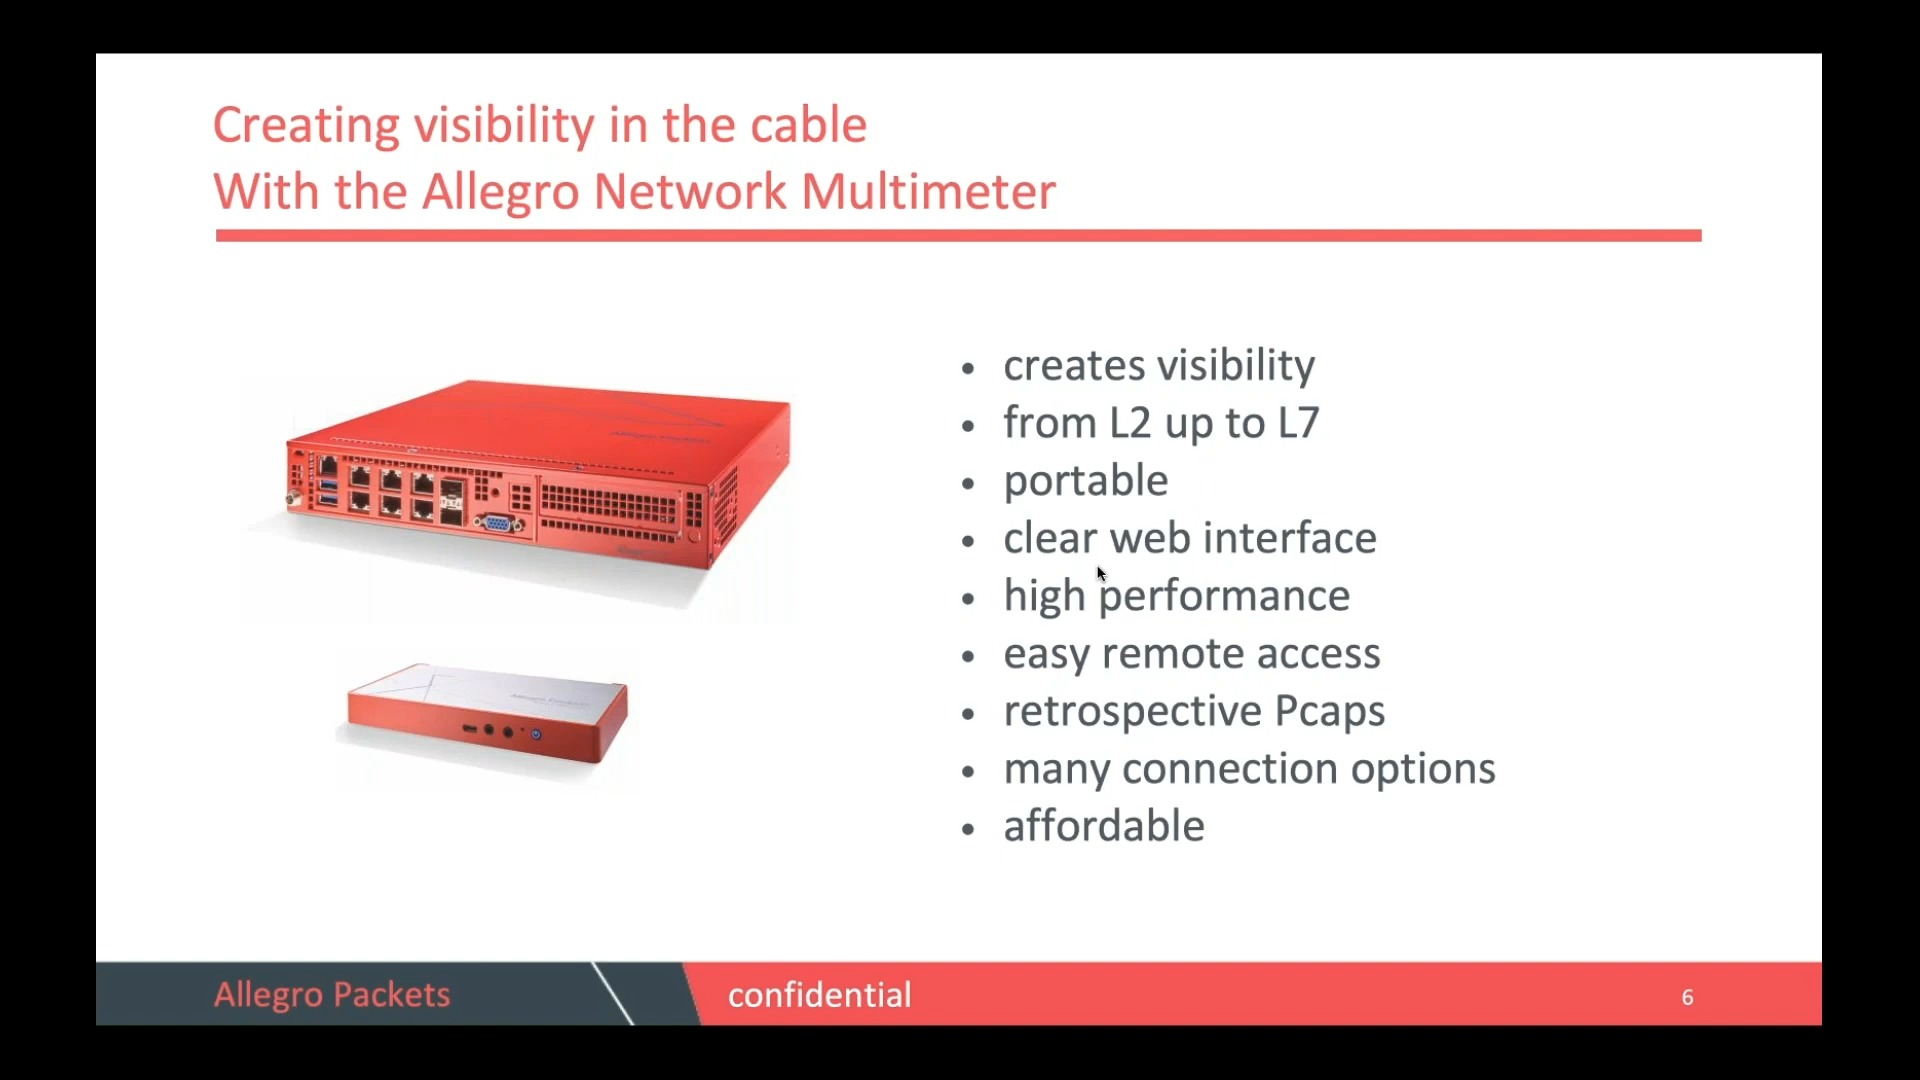 Creating visibility in the cable
With the Allegro Network Multimeter
• creates visibility
• from L2 up to L7
• portable
• clear web interface
• high performance
• easy remote access
• retrospective Pcaps
• many connection options
• affordable
Allegro Packets
confidential
6